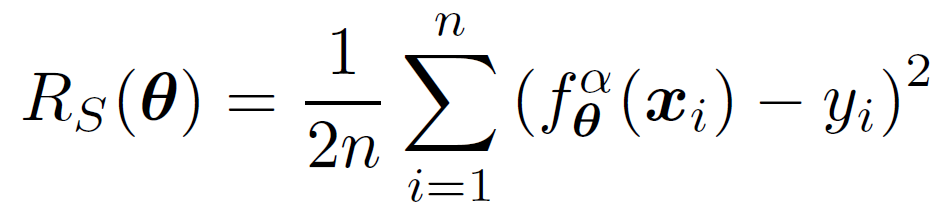 $R_S(\boldsymbol{\theta}) = \frac{1}{2n} \sum_{i=1}^{n} \left( f_{\boldsymbol{\theta}}^{\alpha}(\boldsymbol{x}_i) - y_i \right)^2$